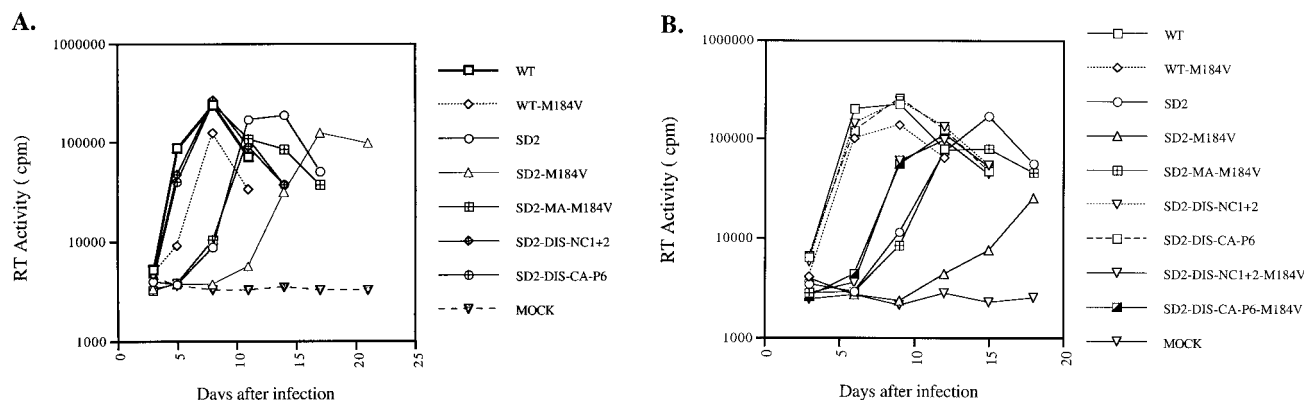 A.
1000000
100000
10000
1000
RT Activity ( cpm)
0
5
10
15
20
25
Days after infection
WT
WT-M184V
SD2
SD2-M184V
SD2-MA-M184V
SD2-DIS-NC1+2
SD2-DIS-CA-P6
MOCK
B.
1000000
100000
10000
1000
RT Activity ( cpm)
0
5
10
15
20
Days after infection
WT
WT-M184V
SD2
SD2-M184V
SD2-MA-M184V
SD2-DIS-NC1+2
SD2-DIS-CA-P6
SD2-DIS-NC1+2-M184V
SD2-DIS-CA-P6-M184V
MOCK